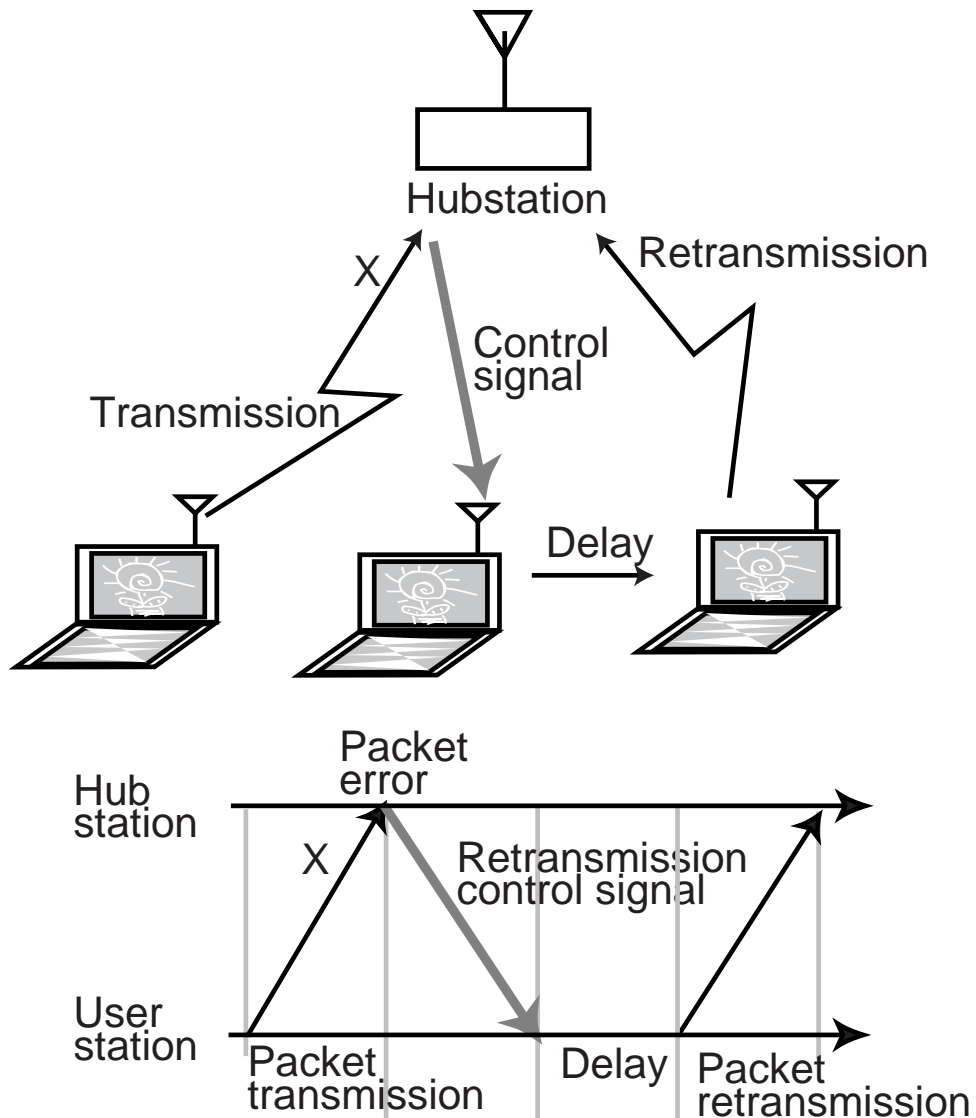 Hubstation
X
Retransmission
Control
signal
Transmission
Delay
Packet
error
Hub
station
X
Retransmission
control signal
User
station
Packet
transmission
Delay
Packet
retransmission